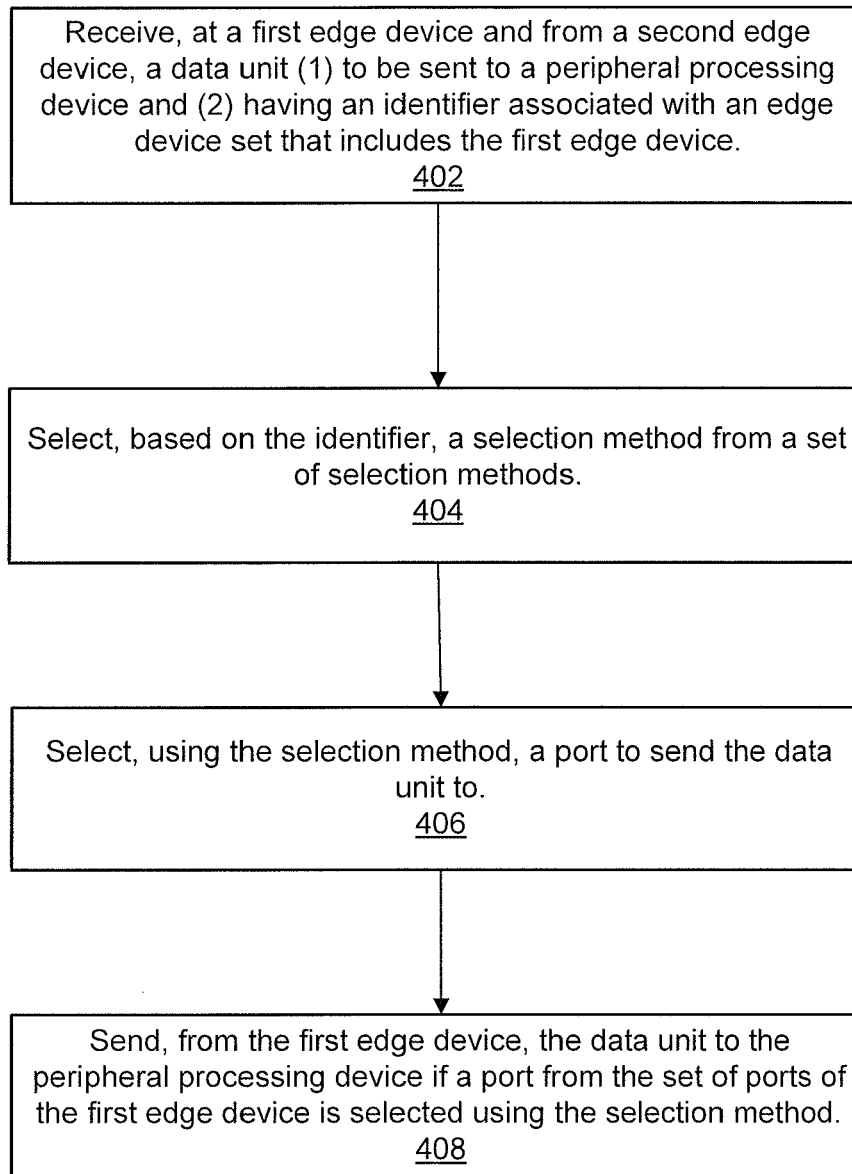 Receive, at a first edge device and from a second edge
device, a data unit (1) to be sent to a peripheral processing
device and (2) having an identifier associated with an edge
device set that includes the first edge device.
402
Select, based on the identifier, a selection method from a set
of selection methods.
404
Select, using the selection method, a port to send the data
unit to.
406
Send, from the first edge device, the data unit to the
peripheral processing device if a port from the set of ports of
the first edge device is selected using the selection method.
408